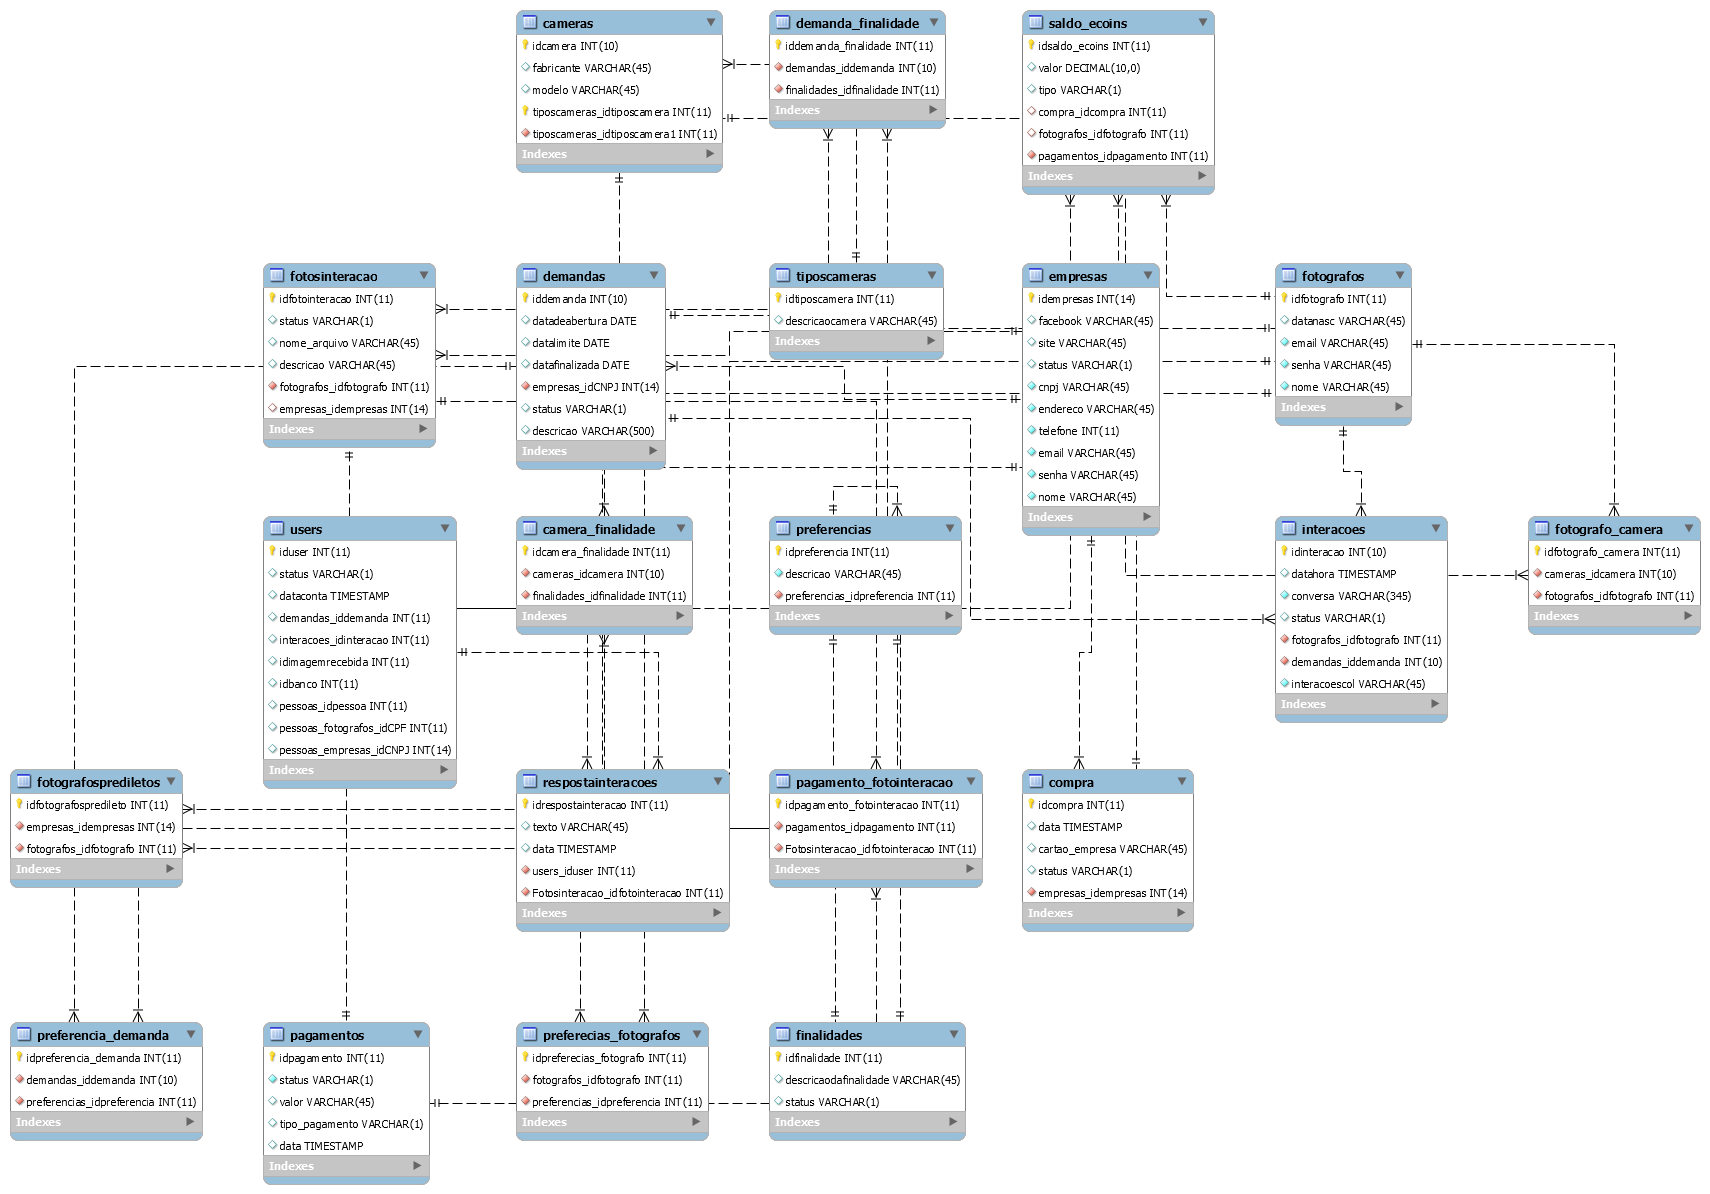 cameras
idcamera INT(10)
fabricante VARCHAR(45)
modelo VARCHAR(45)
tiposcameras_idtiposcamera INT(11)
tiposcameras_idtiposcamera1 INT(11)
Indexes
demanda_finalidade
iddemanda_finalidade INT(11)
demandas_iddemanda INT(10)
finalidades_idfinalidade INT(11)
Indexes
saldo_ecoins
idsaldo_ecoins INT(11)
valor DECIMAL(10,0)
tipo VARCHAR(1)
compra_idcompra INT(11)
fotografos_idfotografo INT(11)
pagamentos_idpagamento INT(11)
Indexes
fotosinteracao
idfotointeracao INT(11)
status VARCHAR(1)
nome_arquivo VARCHAR(45)
descricao VARCHAR(45)
fotografos_idfotografo INT(11)
empresas_idempresas INT(14)
Indexes
demandas
iddemanda INT(10)
datadeabertura DATE
datalimite DATE
datafinalizada DATE
empresas_idCNPJ INT(14)
status VARCHAR(1)
descricao VARCHAR(500)
Indexes
tiposcameras
idtiposcamera INT(11)
descricaocamera VARCHAR(45)
Indexes
empresas
idempresas INT(14)
facebook VARCHAR(45)
site VARCHAR(45)
status VARCHAR(1)
cnpj VARCHAR(45)
endereco VARCHAR(45)
telefone INT(11)
email VARCHAR(45)
senha VARCHAR(45)
nome VARCHAR(45)
Indexes
fotografos
idfotografo INT(11)
datanasc VARCHAR(45)
email VARCHAR(45)
senha VARCHAR(45)
nome VARCHAR(45)
Indexes
users
iduser INT(11)
status VARCHAR(1)
dataconta TIMESTAMP
demandas_iddemanda INT(11)
interacoes_idinteracao INT(11)
idimagemrecebida INT(11)
idbanco INT(11)
pessoas_idpessoa INT(11)
pessoas_fotografos_idCPF INT(11)
pessoas_empresas_idCNPJ INT(14)
Indexes
camera_finalidade
idcamera_finalidade INT(11)
cameras_idcamera INT(10)
finalidades_idfinalidade INT(11)
Indexes
preferencias
idpreferencia INT(11)
descricao VARCHAR(45)
preferencias_idpreferencia INT(11)
Indexes
interacoes
idinteracao INT(10)
datahora TIMESTAMP
conversa VARCHAR(345)
status VARCHAR(1)
fotografos_idfotografo INT(11)
demandas_iddemanda INT(10)
interacoescol VARCHAR(45)
Indexes
fotografo_camera
idfotografo_camera INT(11)
cameras_idcamera INT(10)
fotografos_idfotografo INT(11)
Indexes
fotografosprediletos
idfotografospredileto INT(11)
empresas_idempresas INT(14)
fotografos_idfotografo INT(11)
Indexes
respostainteracoes
idrespostainteracao INT(11)
texto VARCHAR(45)
data TIMESTAMP
users_iduser INT(11)
Fotosinteracao_idfotointeracao INT(11)
Indexes
pagamento_fotointeracao
idpagamento_fotointeracao INT(11)
pagamentos_idpagamento INT(11)
Fotosinteracao_idfotointeracao INT(11)
Indexes
compra
idcompra INT(11)
data TIMESTAMP
cartao_empresa VARCHAR(45)
status VARCHAR(1)
empresas_idempresas INT(14)
Indexes
preferencia_demanda
idpreferencia_demanda INT(11)
demandas_iddemanda INT(10)
preferencias_idpreferencia INT(11)
Indexes
pagamentos
idpagamento INT(11)
status VARCHAR(1)
valor VARCHAR(45)
tipo_pagamento VARCHAR(1)
data TIMESTAMP
Indexes
preferecias_fotografos
idpreferecias_fotografo INT(11)
fotografos_idfotografo INT(11)
preferencias_idpreferencia INT(11)
Indexes
finalidades
idfinalidade INT(11)
descricaodafinalidade VARCHAR(45)
status VARCHAR(1)
Indexes